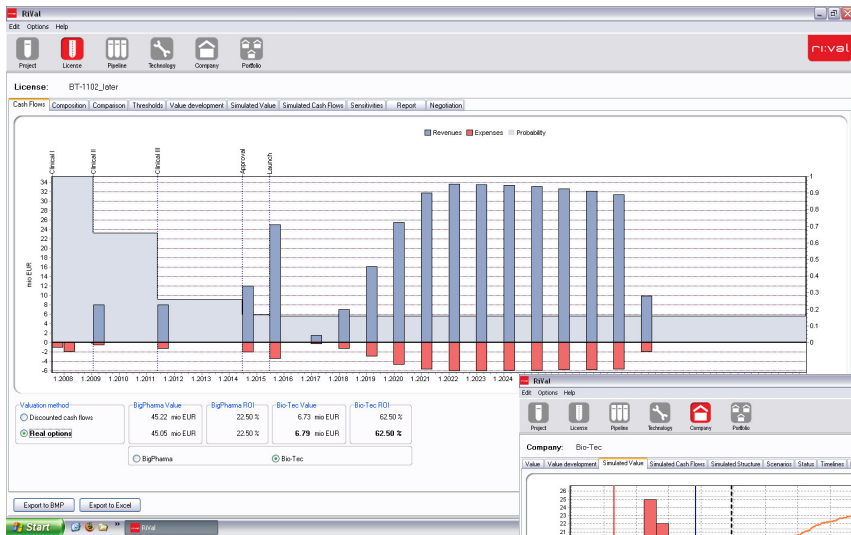 RiVal
Edit Options Help
Project License Pipeline Technology Company Portfolio
ri:val
License: BT-1102_later
Cash Flows Composition Comparison Thresholds Value development Simulated Value Simulated Cash Flows Sensitivities Report Negotiation
Revenues Expenses Probability
Clinical I Clinical II Clinical III Approval Launch
34 1
32 0.9
30
28 0.8
26
24 0.7
22
20 0.6
18
16 0.5
14
12 0.4
10
8 0.3
6
4 0.2
2 0.1
0 0
-2
-4
-6
mio EUR
1.2008 1.2009 1.2010 1.2011 1.2012 1.2013 1.2014 1.2015 1.2016 1.2017 1.2018 1.2019 1.2020 1.2021 1.2022 1.2023 1.2024
Valuation method BigPharma Value BigPharma ROI Bio-Tec Value Bio-Tec ROI
Discounted cash flows 45.22 mio EUR 22.50 % 6.73 mio EUR 62.50 %
Real options 45.05 mio EUR 22.50 % 6.79 mio EUR 62.50 %
BigPharma Bio-Tec
Export to BMP Export to Excel
Start RiVal
RiVal
Edit Options Help
Project License Pipeline Technology Company Portfolio
Company: Bio-Tec
Value Value development Simulated Value Simulated Cash Flows Simulated Structure Scenarios Status Timelines
26
25
24
23
22
21